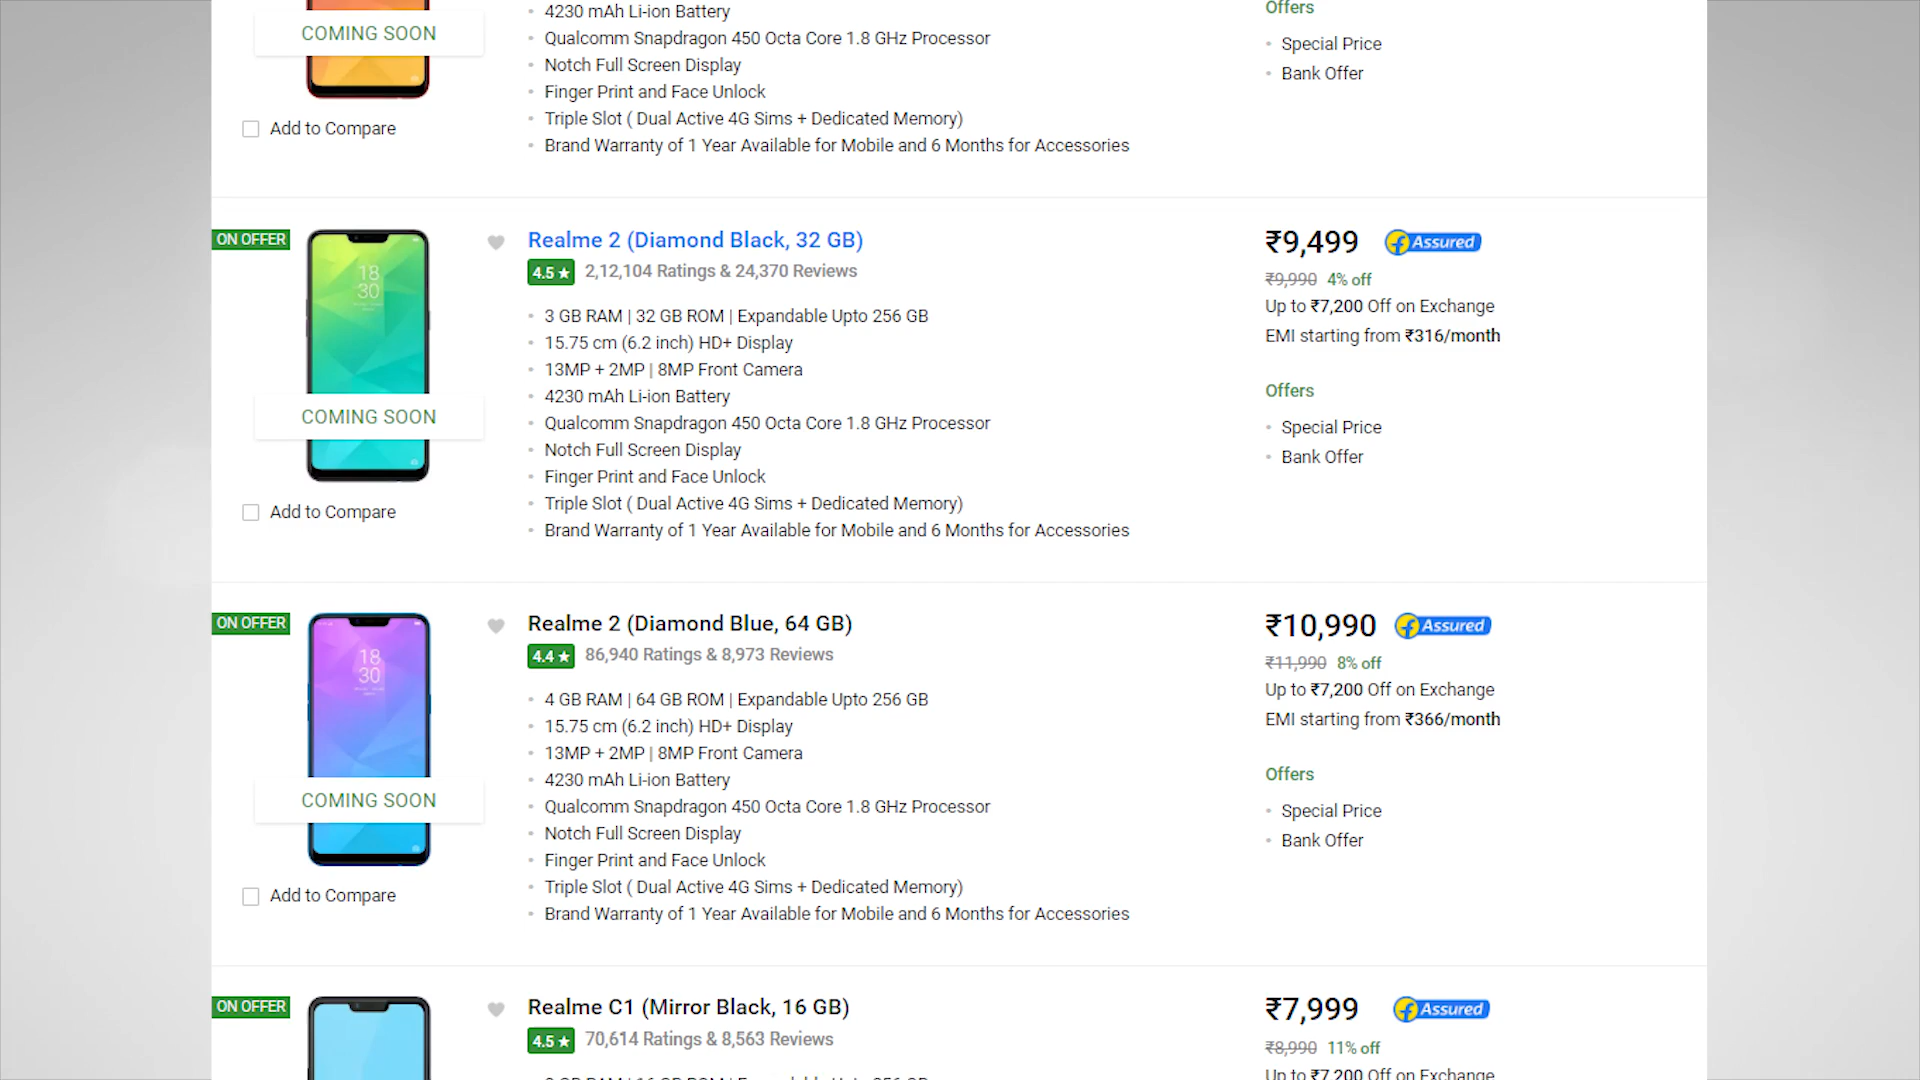 4230 mAh Li-ion Battery
Offers
COMING SOON
Qualcomm Snapdragon 450 Octa Core 1.8 GHz Processor
Special Price
Notch Full Screen Display
Bank Offer
Finger Print and Face Unlock
Triple Slot ( Dual Active 4G Sims + Dedicated Memory)
Add to Compare
Brand Warranty of 1 Year Available for Mobile and 6 Months for Accessories
ON OFFER
18
30
COMING SOON
Add to Compare
Realme 2 (Diamond Black, 32 GB)
4.5 ★ 2,12,104 Ratings & 24,370 Reviews
3 GB RAM | 32 GB ROM | Expandable Upto 256 GB
15.75 cm (6.2 inch) HD+ Display
13MP + 2MP | 8MP Front Camera
4230 mAh Li-ion Battery
Qualcomm Snapdragon 450 Octa Core 1.8 GHz Processor
Notch Full Screen Display
Finger Print and Face Unlock
Triple Slot ( Dual Active 4G Sims + Dedicated Memory)
Brand Warranty of 1 Year Available for Mobile and 6 Months for Accessories
₹9,499 f Assured
₹9,990 4% off
Up to ₹7,200 Off on Exchange
EMI starting from ₹316/month
Offers
Special Price
Bank Offer
ON OFFER
18
30
COMING SOON
Add to Compare
Realme 2 (Diamond Blue, 64 GB)
4.4 ★ 86,940 Ratings & 8,973 Reviews
4 GB RAM | 64 GB ROM | Expandable Upto 256 GB
15.75 cm (6.2 inch) HD+ Display
13MP + 2MP | 8MP Front Camera
4230 mAh Li-ion Battery
Qualcomm Snapdragon 450 Octa Core 1.8 GHz Processor
Notch Full Screen Display
Finger Print and Face Unlock
Triple Slot ( Dual Active 4G Sims + Dedicated Memory)
Brand Warranty of 1 Year Available for Mobile and 6 Months for Accessories
₹10,990 f Assured
₹11,990 8% off
Up to ₹7,200 Off on Exchange
EMI starting from ₹366/month
Offers
Special Price
Bank Offer
ON OFFER
Realme C1 (Mirror Black, 16 GB)
4.5 ★ 70,614 Ratings & 8,563 Reviews
₹7,999 f Assured
₹8,990 11% off
Up to ₹7,200 Off on Exchange